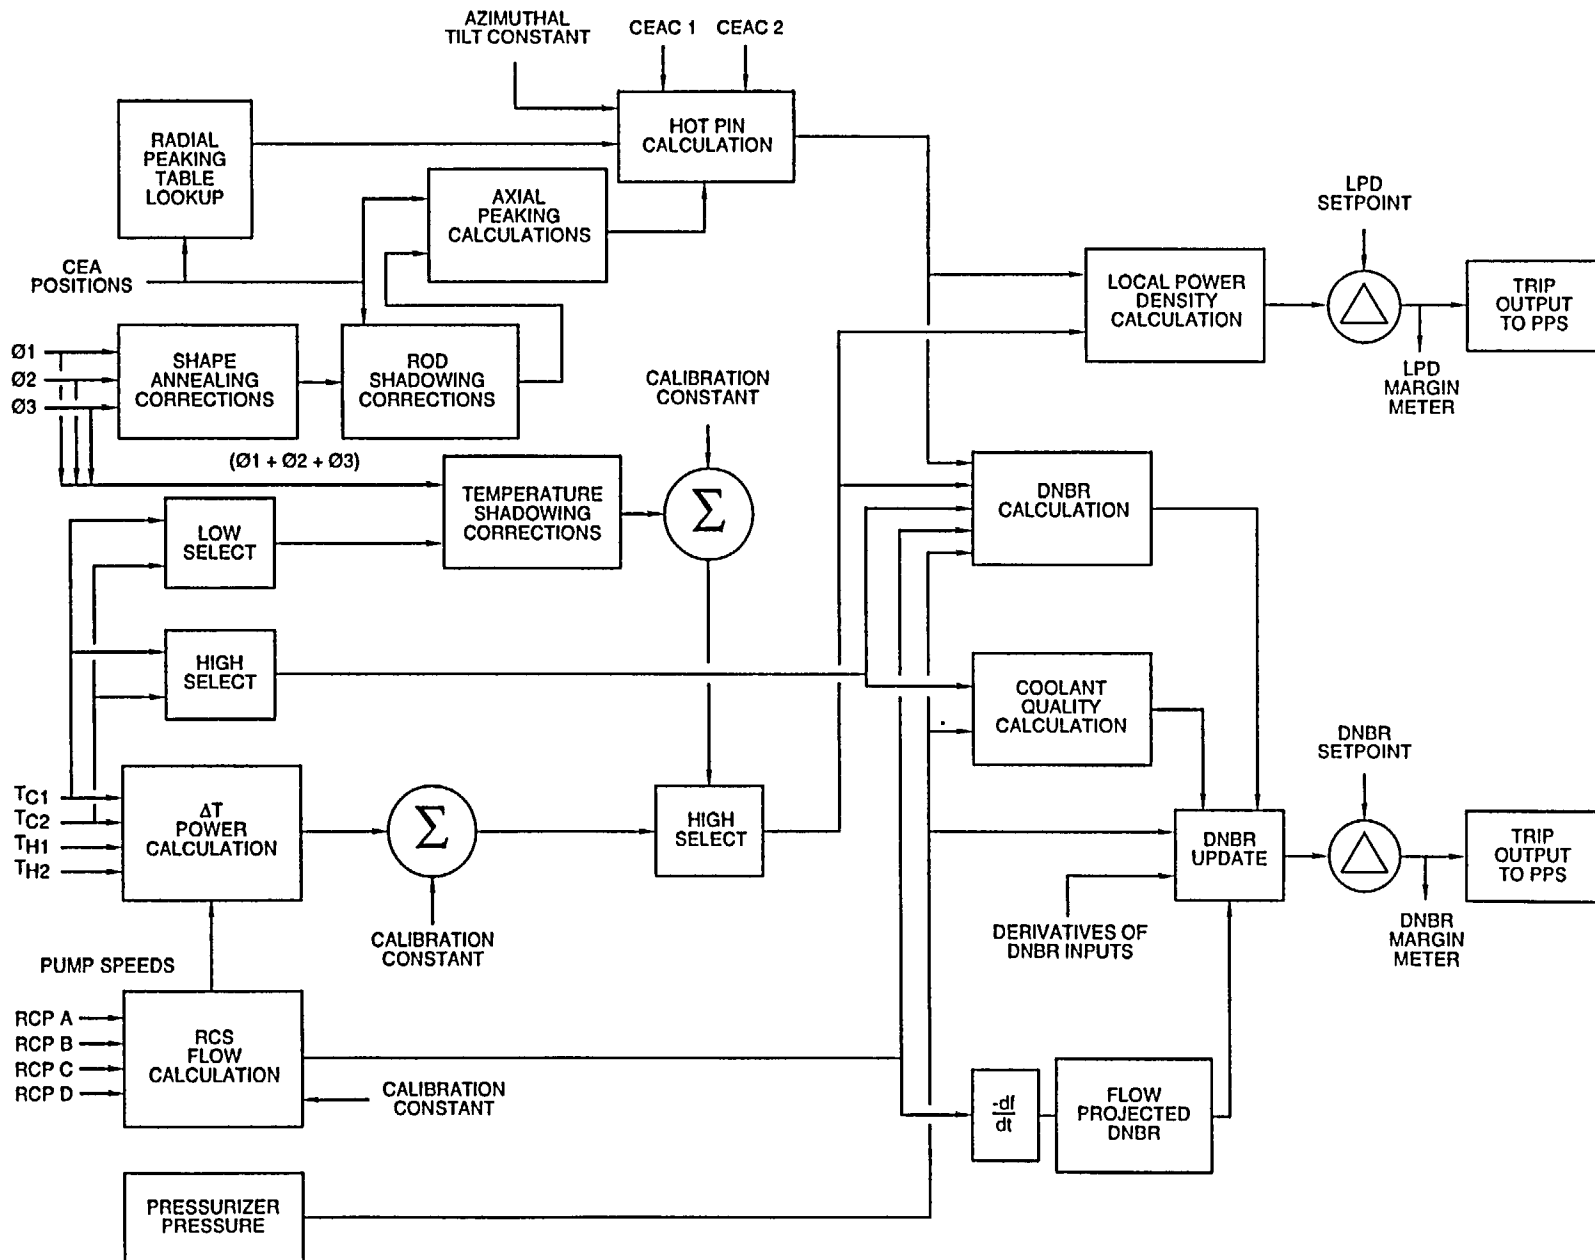 AZIMUTHAL
TILT CONSTANT
CEAC 1
CEAC 2
RADIAL
PEAKING
TABLE
LOOKUP
HOT PIN
CALCULATION
AXIAL
PEAKING
CALCULATIONS
LPD
SETPOINT
CEA
POSITIONS
LOCAL POWER
DENSITY
CALCULATION
TRIP
OUTPUT
TO PPS
LPD
MARGIN
METER
Ø1
Ø2
Ø3
SHAPE
ANNEALING
CORRECTIONS
ROD
SHADOWING
CORRECTIONS
CALIBRATION
CONSTANT
(Ø1 + Ø2 + Ø3)
TEMPERATURE
SHADOWING
CORRECTIONS
Σ
DNBR
CALCULATION
LOW
SELECT
HIGH
SELECT
COOLANT
QUALITY
CALCULATION
DNBR
SETPOINT
TC1
TC2
TH1
TH2
ΔT
POWER
CALCULATION
Σ
HIGH
SELECT
DNBR
UPDATE
TRIP
OUTPUT
TO PPS
CALIBRATION
CONSTANT
DERIVATIVES OF
DNBR INPUTS
DNBR
MARGIN
METER
PUMP SPEEDS
RCP A
RCP B
RCP C
RCP D
RCS
FLOW
CALCULATION
CALIBRATION
CONSTANT
-df
dt
FLOW
PROJECTED
DNBR
PRESSURIZER
PRESSURE